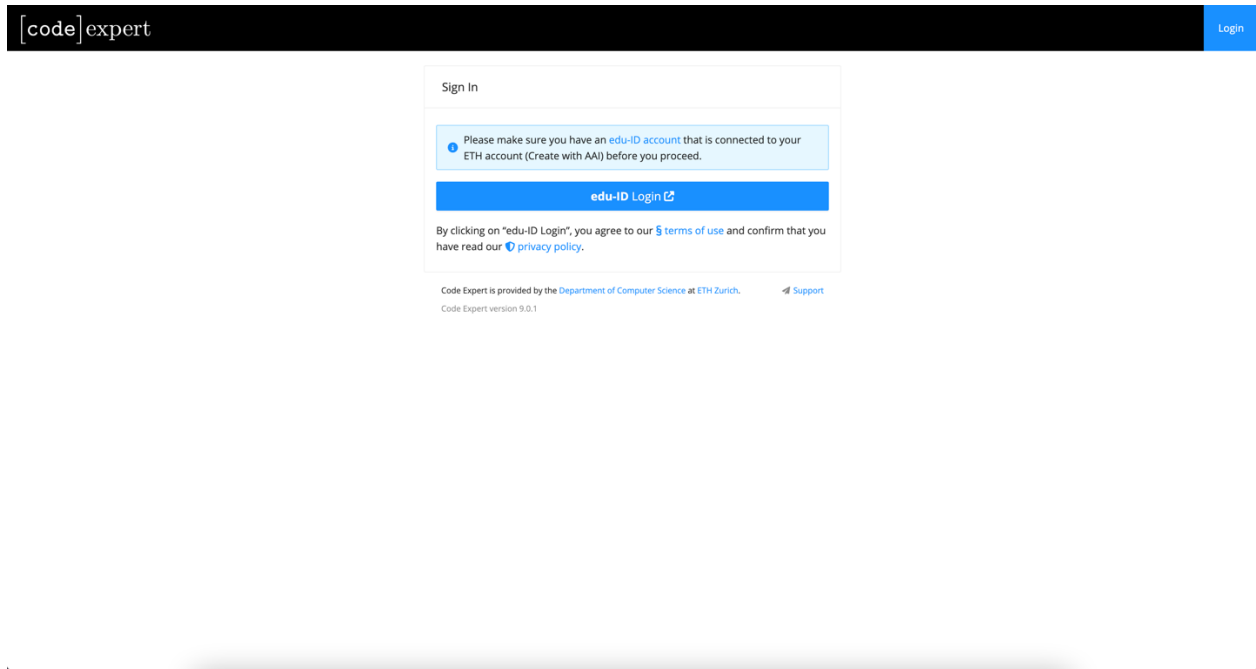 [code]expert
Login
Sign In
Please make sure you have an edu-ID account that is connected to your
ETH account (Create with AAI) before you proceed.
edu-ID Login
By clicking on “edu-ID Login”, you agree to our § terms of use and confirm that you
have read our privacy policy.
Code Expert is provided by the Department of Computer Science at ETH Zurich.
Support
Code Expert version 9.0.1